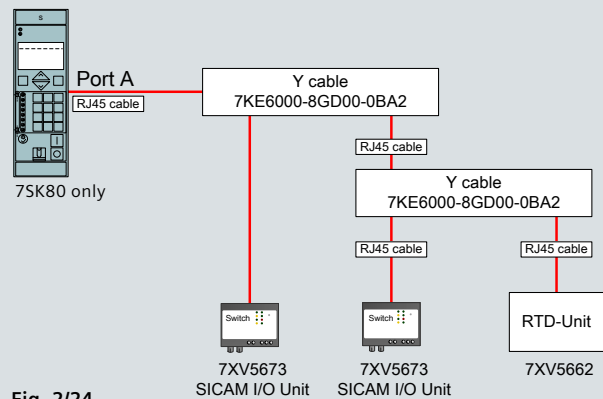 S
Port A
RJ45 cable
7SK80 only
Y cable
7KE6000-8GD00-0BA2
RJ45 cable
Y cable
7KE6000-8GD00-0BA2
RJ45 cable
RJ45 cable
Switch
Switch
RTD-Unit
7XV5673
SICAM I/O Unit
7XV5673
SICAM I/O Unit
7XV5662
Fig. 2/24